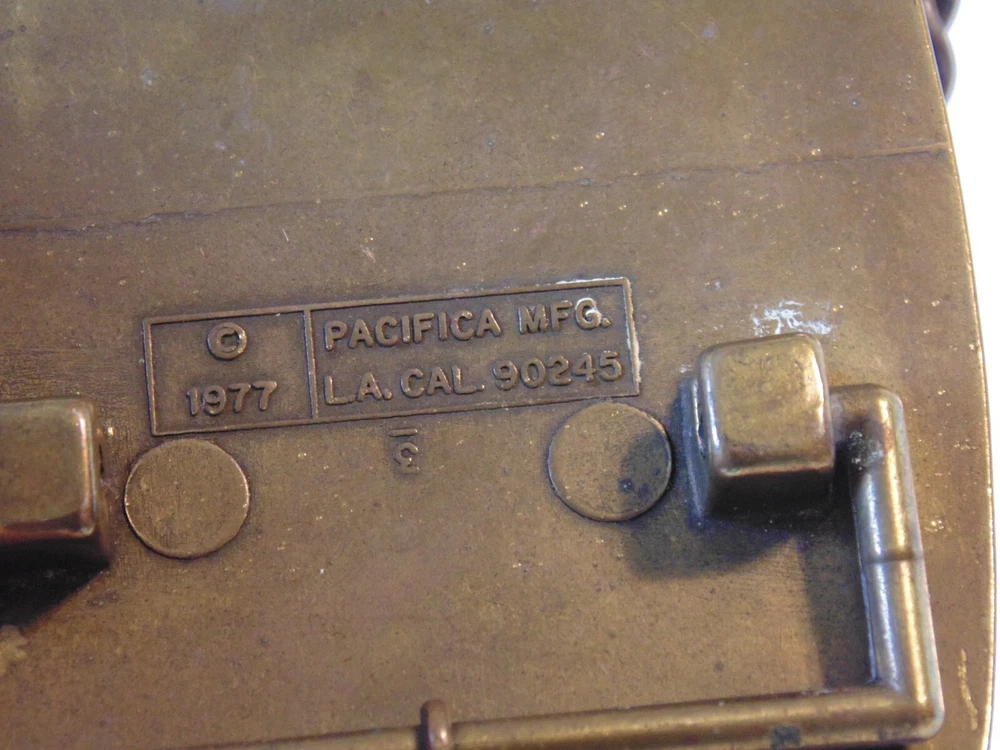 ©
1977
PACIFICA MFG.
L.A. CAL. 90245